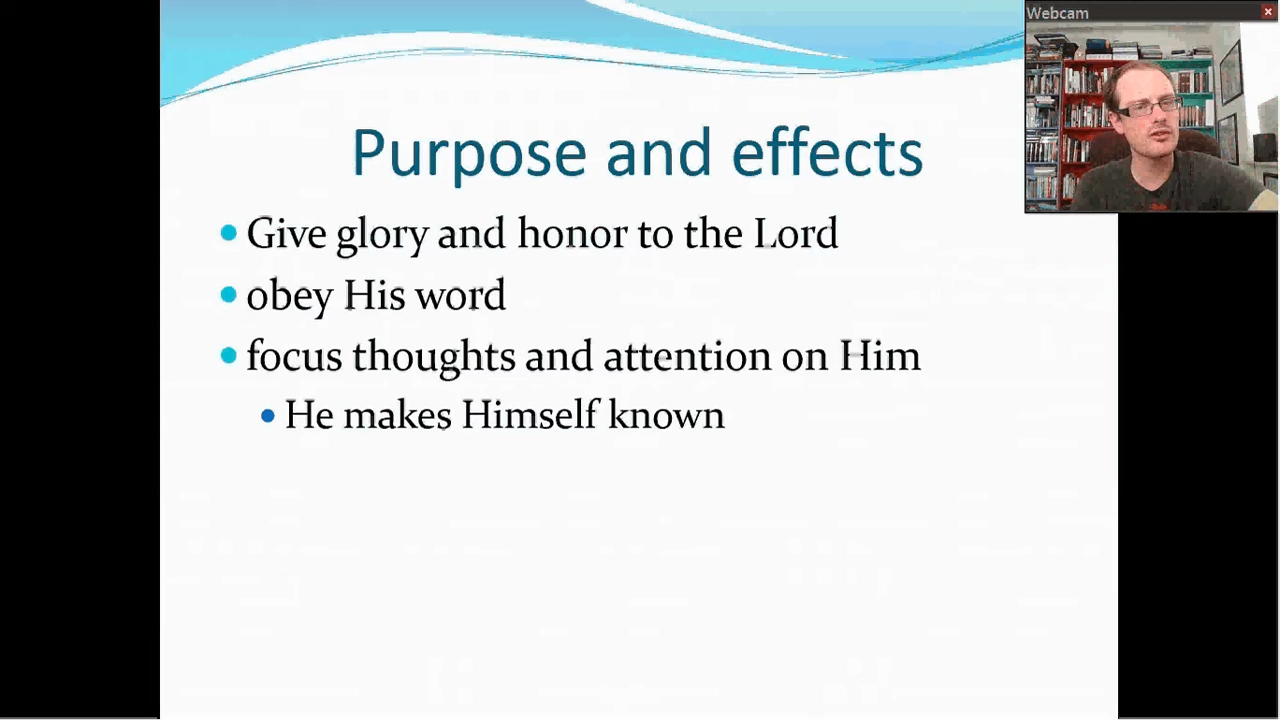 Webcam
Purpose and effects
Give glory and honor to the Lord
obey His word
focus thoughts and attention on Him
He makes Himself known